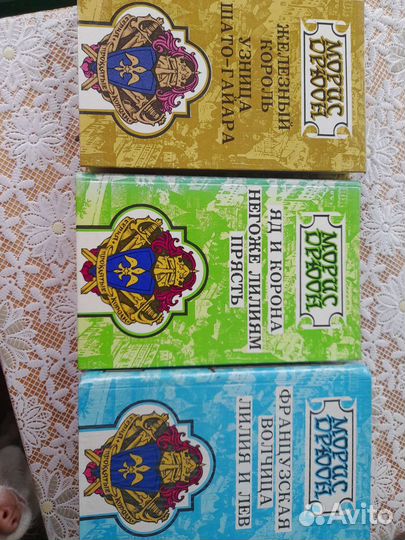 МОРИС
ДРЮОН
ЖЕЛЕЗНЫЙ
КОРОЛЬ
УЗНИЦА
ШАТО-ГАЙАРА
МОРИС
ДРЮОН
ЯД И КОРОНА
НЕГОЖЕ ЛИЛИЯМ
ПРЯСТЬ
МОРИС
ДРЮОН
ФРАНЦУЗСКАЯ
ВОЛЧИЦА
ЛИЛИЯ И ЛЕВ
Avito